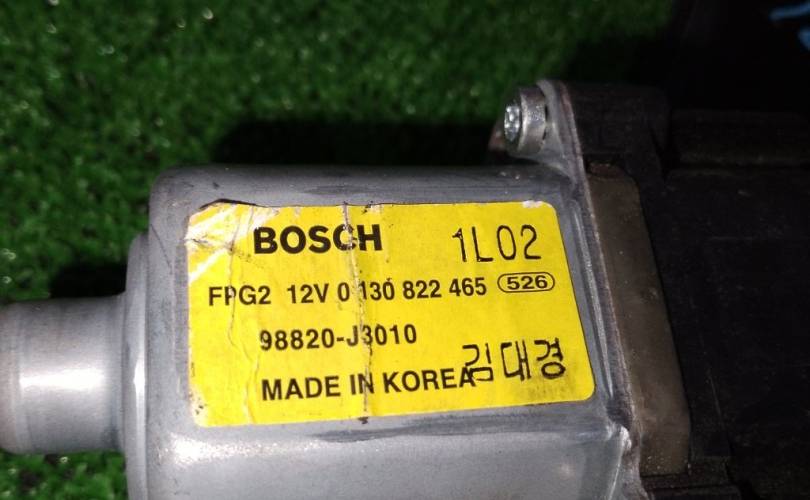 BOSCH 1L02
FPG2 12V 0 130 822 465 526
98820-J3010
MADE IN KOREA 김대경